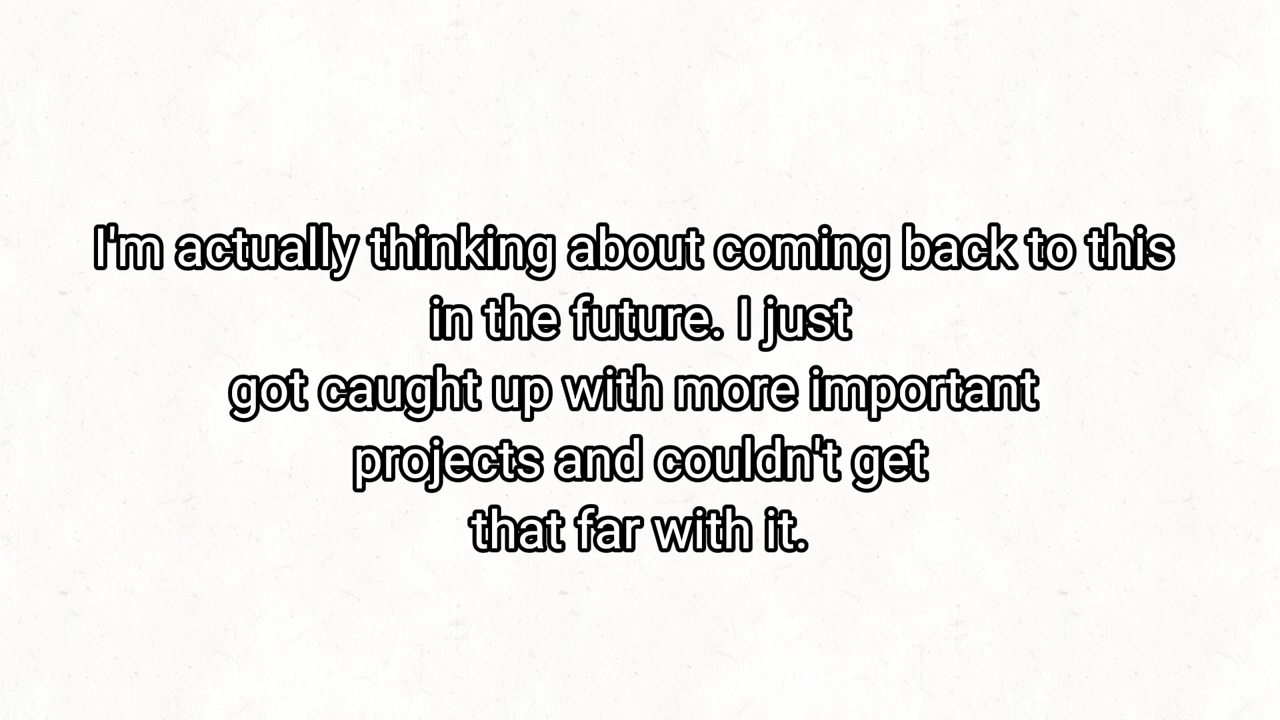 I'm actually thinking about coming back to this
in the future. I just
got caught up with more important
projects and couldn't get
that far with it.